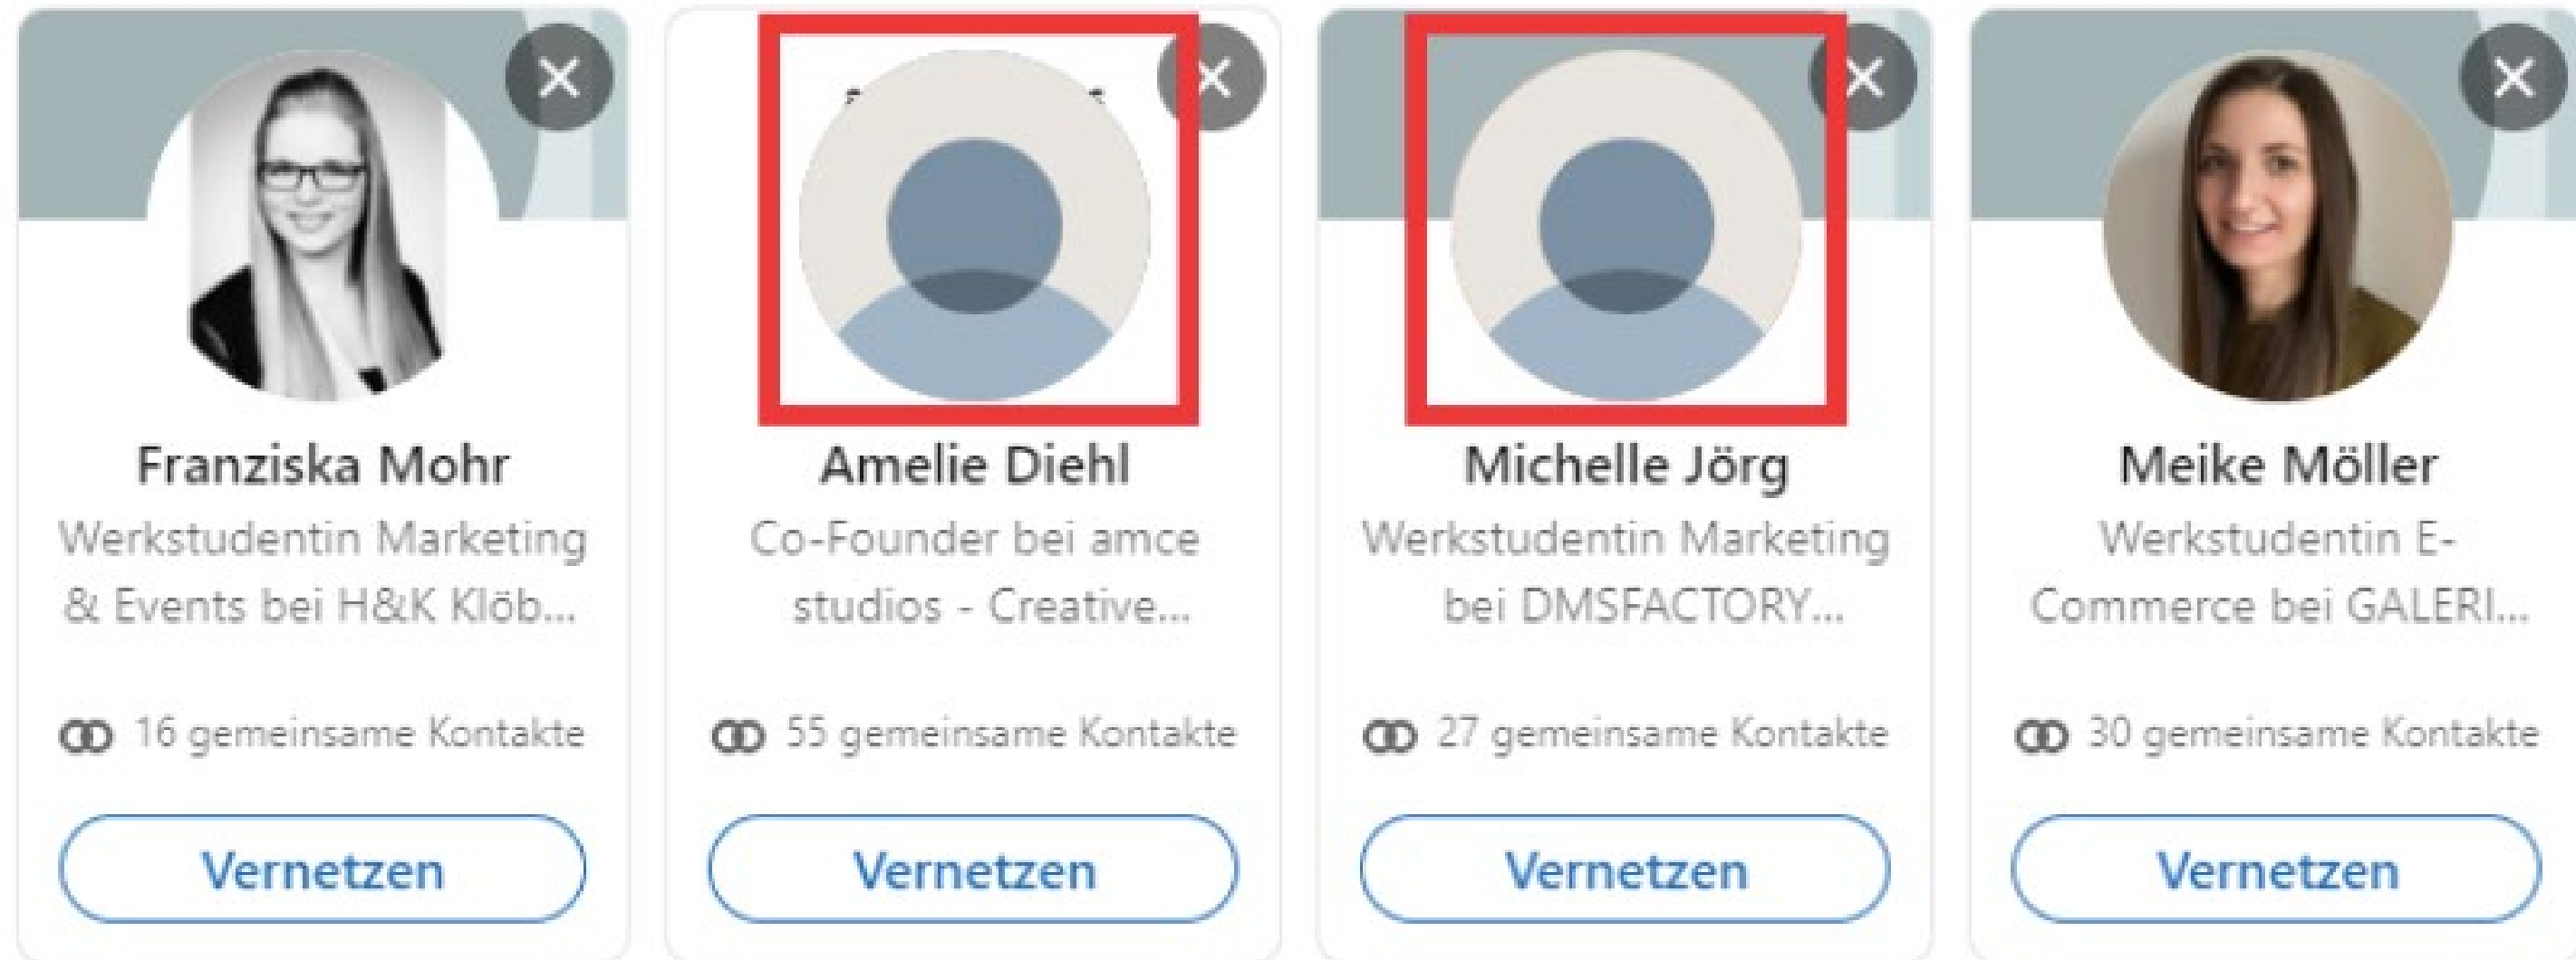 Franziska Mohr
Werkstudentin Marketing
& Events bei H&K Klöb...
16 gemeinsame Kontakte
Vernetzen
Amelie Diehl
Co-Founder bei amce
studios - Creative...
55 gemeinsame Kontakte
Vernetzen
Michelle Jörg
Werkstudentin Marketing
bei DMSFACTORY...
27 gemeinsame Kontakte
Vernetzen
Meike Möller
Werkstudentin E-
Commerce bei GALERI...
30 gemeinsame Kontakte
Vernetzen